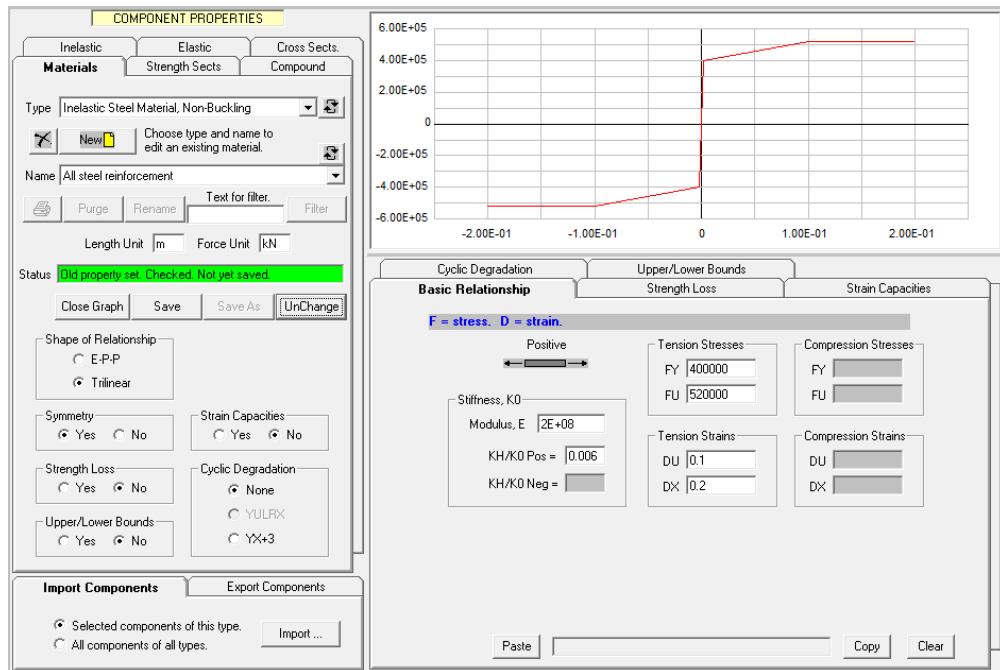 COMPONENT PROPERTIES
Inelastic Elastic Cross Sects.
Materials Strength Sects Compound
Type Inelastic Steel Material, Non-Buckling
New
Choose type and name to
edit an existing material.
Name All steel reinforcement
Text for filter.
Purge Rename Filter
Length Unit m Force Unit kN
Status Old property set. Checked. Not yet saved.
Close Graph Save Save As UnChange
Shape of Relationship
E-P-P
Trilinear
Symmetry
Yes No
Strain Capacities
Yes No
Strength Loss
Yes No
Cyclic Degradation
None
YULRX
YX+3
Upper/Lower Bounds
Yes No
Import Components Export Components
Selected components of this type.
All components of all types.
Import ...
6.00E+05
4.00E+05
2.00E+05
0
-2.00E+05
-4.00E+05
-6.00E+05
-2.00E-01 -1.00E-01 0 1.00E-01 2.00E-01
Cyclic Degradation Upper/Lower Bounds
Basic Relationship Strength Loss Strain Capacities
F = stress. D = strain.
Positive
Stiffness, K0
Modulus, E 2E+08
KH/K0 Pos = 0.006
KH/K0 Neg =
Tension Stresses
FY 400000
FU 520000
Compression Stresses
FY
FU
Tension Strains
DU 0.1
DX 0.2
Compression Strains
DU
DX
Paste Copy Clear